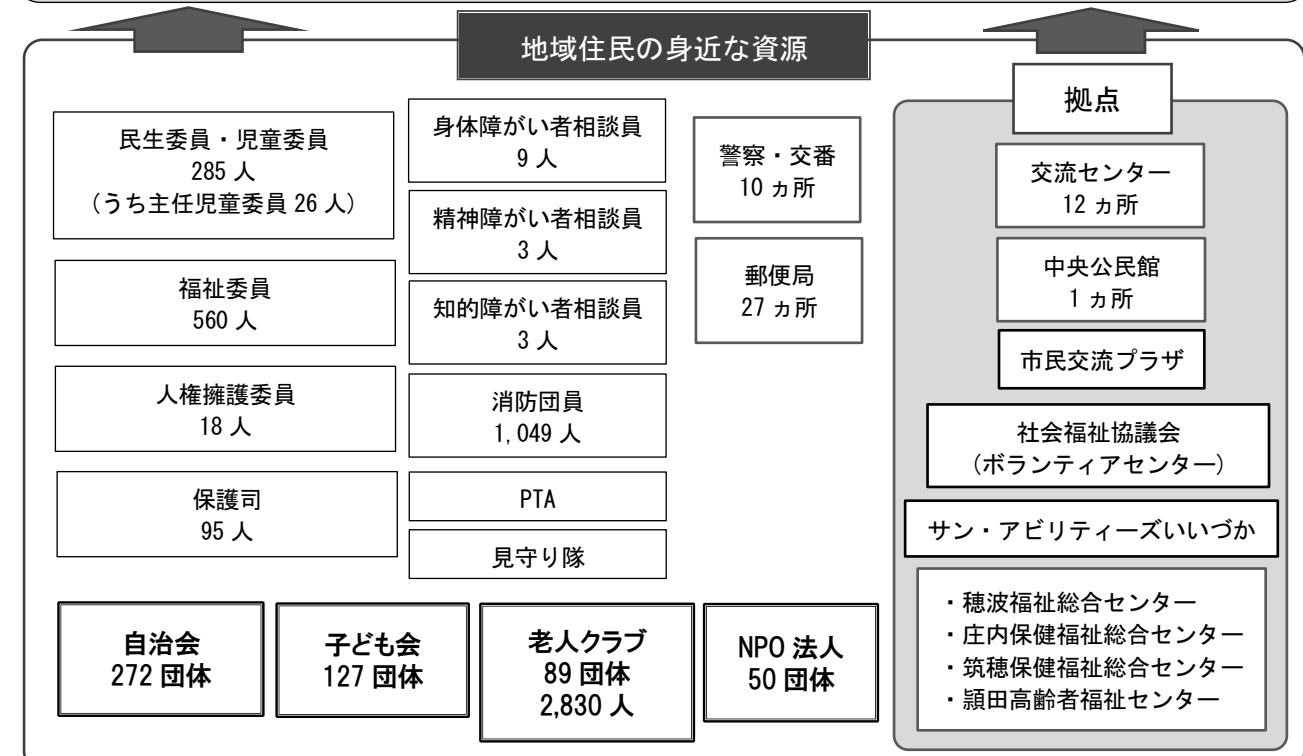 地域住民の身近な資源
民生委員・児童委員
285 人
(うち主任児童委員 26 人)
福祉委員
560 人
人権擁護委員
18 人
保護司
95 人
身体障がい者相談員
9 人
精神障がい者相談員
3 人
知的障がい者相談員
3 人
消防団員
1,049 人
PTA
見守り隊
警察・交番
10 ヵ所
郵便局
27 ヵ所
自治会
272 団体
子ども会
127 団体
老人クラブ
89 団体
2,830 人
NPO 法人
50 団体
拠点
交流センター
12 ヵ所
中央公民館
1 ヵ所
市民交流プラザ
社会福祉協議会
(ボランティアセンター)
サン・アビリティーズいいづか
・穂波福祉総合センター
・庄内保健福祉総合センター
・筑穂保健福祉総合センター
・頴田高齢者福祉センター